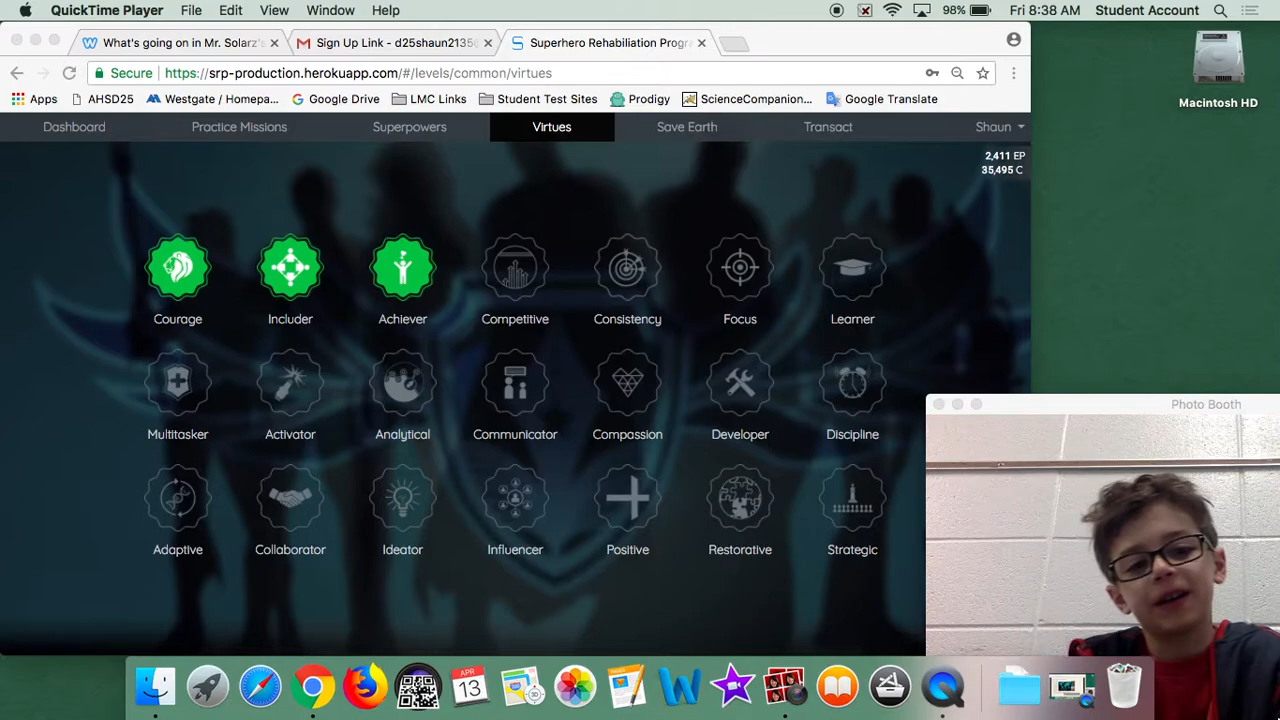 QuickTime Player File Edit View Window Help 98% Fri 8:38 AM Student Account
What's going on in Mr. Solarz's Sign Up Link - d25shaun2135@ Superhero Rehabiliation Progr
Secure https://srp-production.herokuapp.com/#/levels/common/virtues
Apps AHSD25 Westgate / Homepa... Google Drive LMC Links Student Test Sites Prodigy ScienceCompanion... Google Translate
Macintosh HD
Dashboard Practice Missions Superpowers Virtues Save Earth Transact Shaun
2,411 EP
35,495 C
Courage Includer Achiever Competitive Consistency Focus Learner
Multitasker Activator Analytical Communicator Compassion Developer Discipline
Photo Booth
Adaptive Collaborator Ideator Influencer Positive Restorative Strategic
APR
13